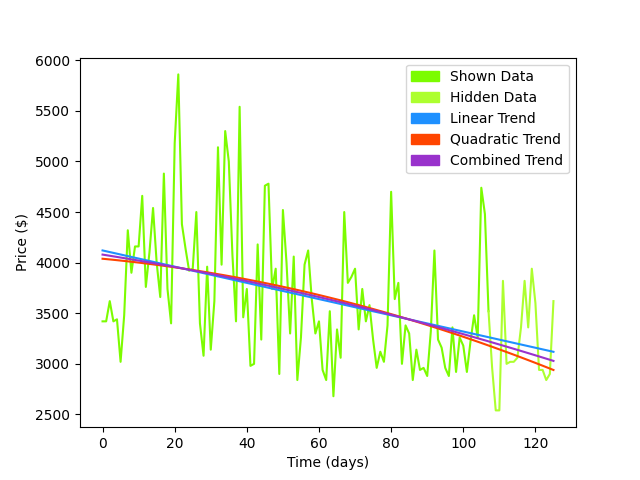 6000
5500
5000
4500
4000
3500
3000
2500
Price ($)
0
20
40
60
80
100
120
Time (days)
Shown Data
Hidden Data
Linear Trend
Quadratic Trend
Combined Trend